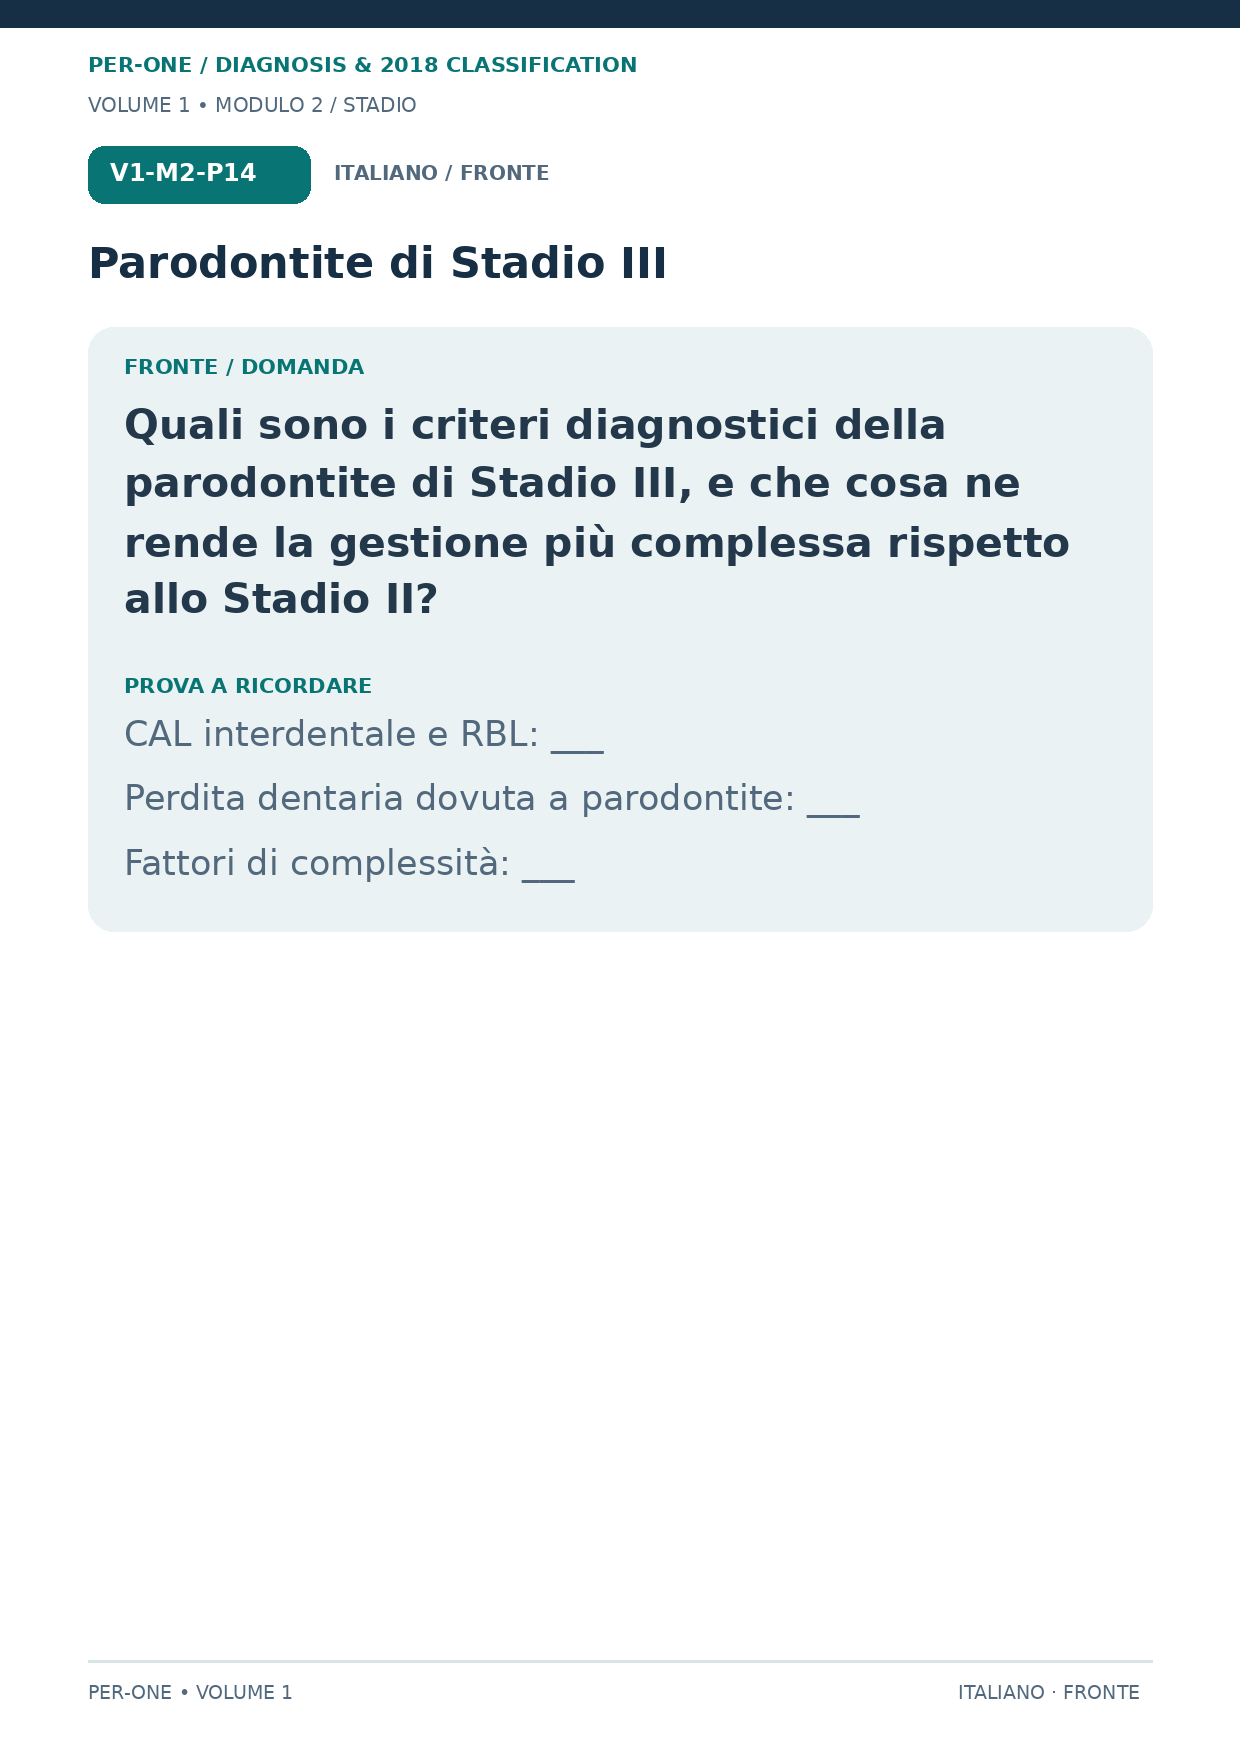 PER-ONE / DIAGNOSIS & 2018 CLASSIFICATION
VOLUME 1 • MODULO 2 / STADIO
V1-M2-P14
ITALIANO / FRONTE
Parodontite di Stadio III
FRONTE / DOMANDA
Quali sono i criteri diagnostici della
parodontite di Stadio III, e che cosa ne
rende la gestione più complessa rispetto
allo Stadio II?
PROVA A RICORDARE
CAL interdentale e RBL: ___
Perdita dentaria dovuta a parodontite: ___
Fattori di complessità: ___
PER-ONE • VOLUME 1
ITALIANO · FRONTE